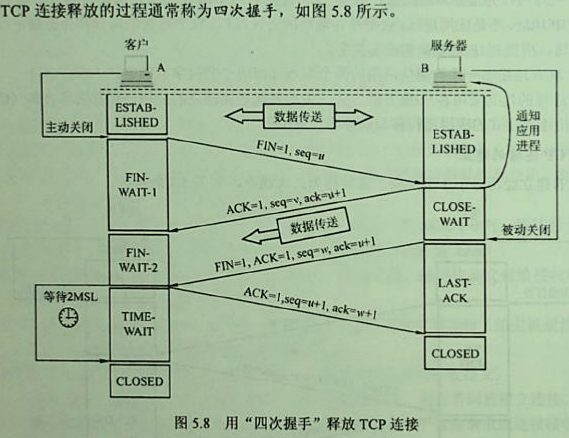 TCP 连接释放的过程通常称为四次握手，如图 5.8 所示。
客户
服务器
A
B
ESTAB-
LISHED
数据传送
ESTAB-
LISHED
通知
应用
进程
主动关闭
FIN=1, seq=u
FIN-
WAIT-1
ACK=1, seq=v, ack=u+1
CLOSE-
WAIT
数据传送
被动关闭
FIN-
WAIT-2
FIN=1, ACK=1, seq=w, ack=u+1
LAST-
ACK
等待2MSL
ACK=1,seq=u+1, ack=w+1
TIME-
WAIT
CLOSED
CLOSED
图 5.8 用“四次握手”释放 TCP 连接